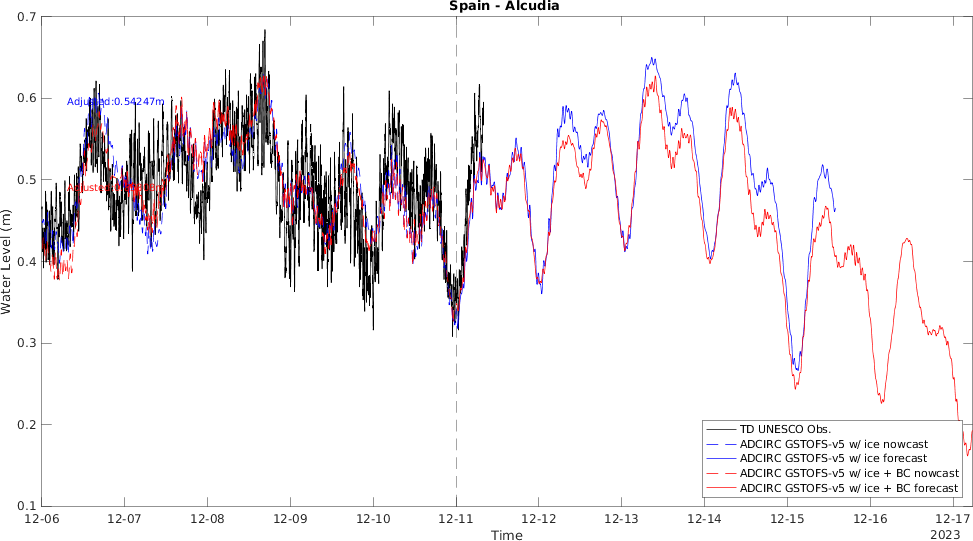 Spain - Alcudia
0.7
0.6
0.5
0.4
0.3
0.2
0.1
Water Level (m)
Adjusted:0.54247m
12-06
12-07
12-08
12-09
12-10
12-11
12-12
12-13
12-14
12-15
12-16
12-17
2023
Time
TD UNESCO Obs.
ADCIRC GSTOFS-v5 w/ ice nowcast
ADCIRC GSTOFS-v5 w/ ice forecast
ADCIRC GSTOFS-v5 w/ ice + BC nowcast
ADCIRC GSTOFS-v5 w/ ice + BC forecast